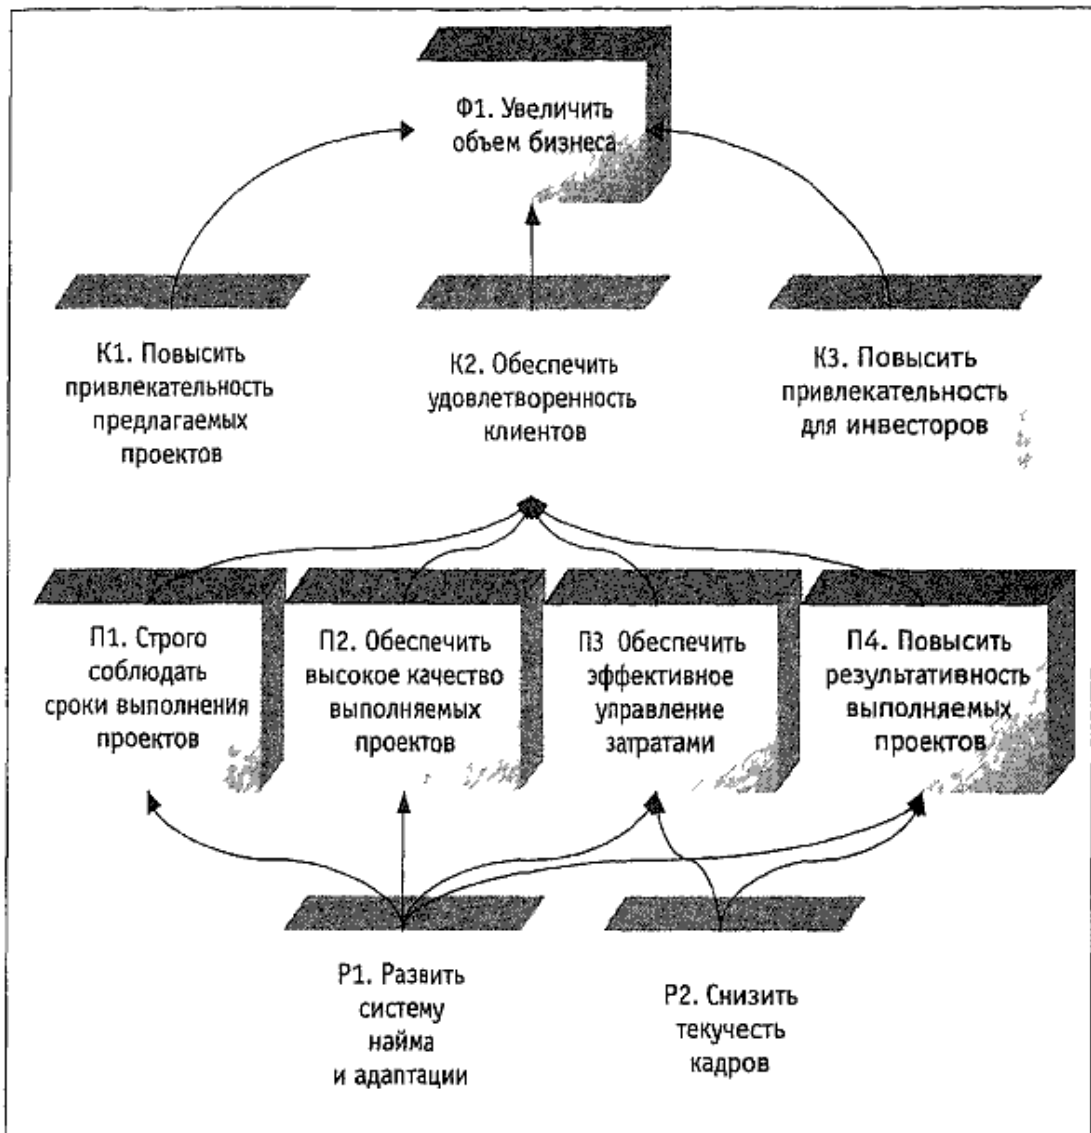 Ф1. Увеличить
объем бизнеса
К1. Повысить
привлекательность
предлагаемых
проектов
К2. Обеспечить
удовлетворенность
клиентов
К3. Повысить
привлекательность
для инвесторов
П1. Строго
соблюдать
сроки выполнения
проектов
П2. Обеспечить
высокое качество
выполняемых
проектов
П3 Обеспечить
эффективное
управление
затратами
П4. Повысить
результативность
выполняемых
проектов
Р1. Развить
систему
найма
и адаптации
Р2. Снизить
текучесть
кадров